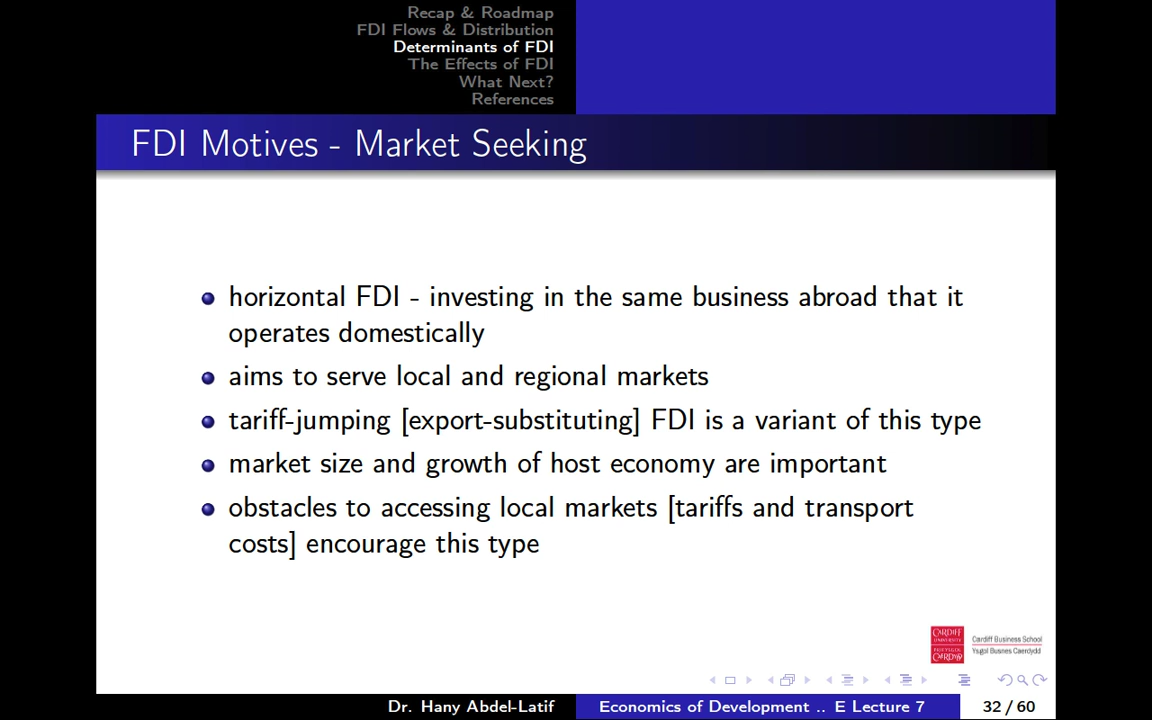 Recap & Roadmap
FDI Flows & Distribution
Determinants of FDI
The Effects of FDI
What Next?
References
FDI Motives - Market Seeking
horizontal FDI - investing in the same business abroad that it
operates domestically
aims to serve local and regional markets
tariff-jumping [export-substituting] FDI is a variant of this type
market size and growth of host economy are important
obstacles to accessing local markets [tariffs and transport
costs] encourage this type
CARDIFF
UNIVERSITY
PRIFYSGOL
CAERDYDD
Cardiff Business School
Ysgol Busnes Caerdydd
Dr. Hany Abdel-Latif
Economics of Development .. E Lecture 7
32 / 60